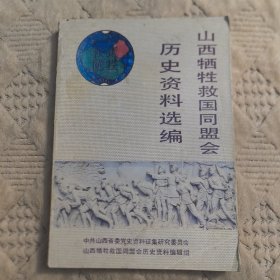 山西牺牲救国同盟会
历史资料选编
中共山西省委党史资料征集研究委员会
山西牺牲救国同盟会历史资料编辑组